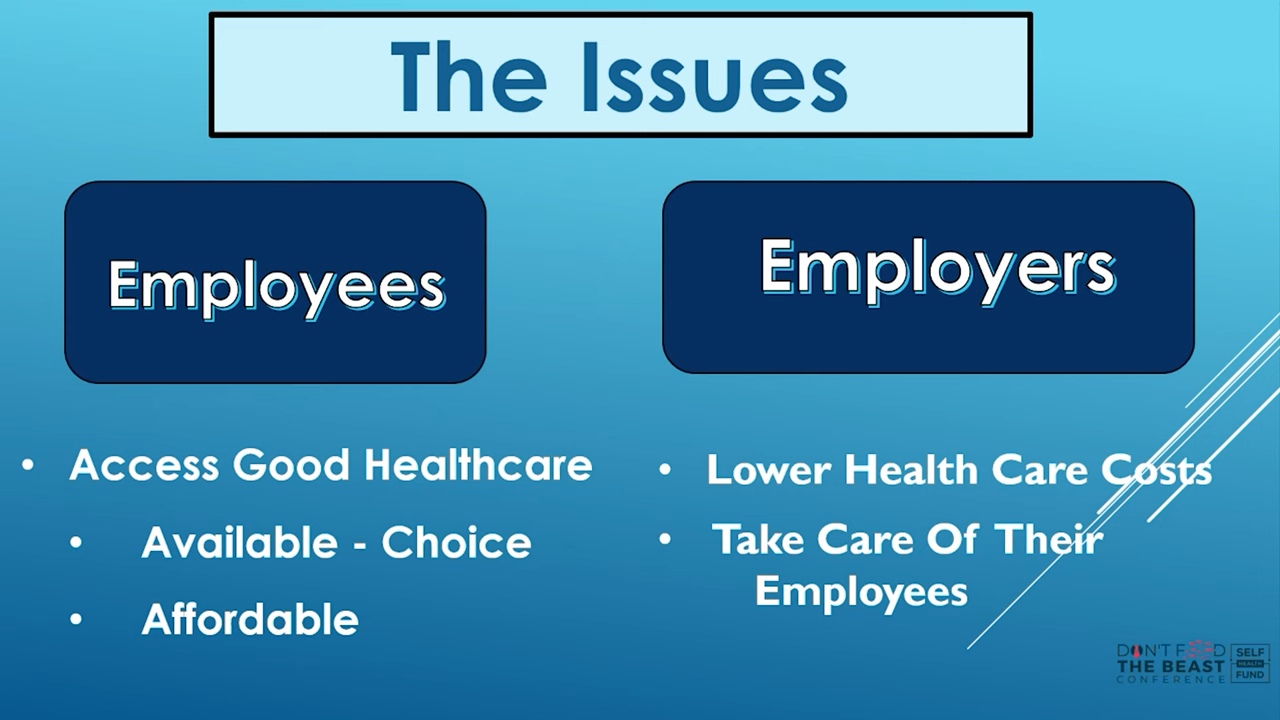 The Issues
Employees
Employers
• Access Good Healthcare
• Available - Choice
• Affordable
• Lower Health Care Costs
• Take Care Of Their
Employees
DON'T FEED
THE BEAST
CONFERENCE
SELF
HEALTH
FUND